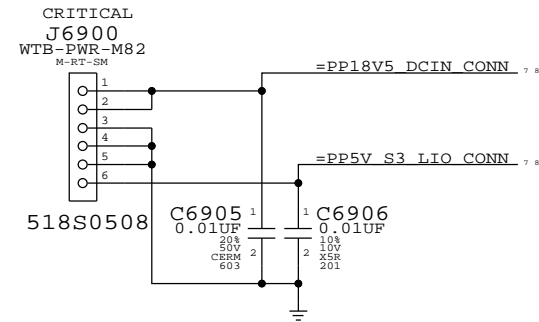 CRITICAL
J6900
WTB-PWR-M82
M-RT-SM
1
2
3
4
5
6
518S0508
=PP18V5_DCIN_CONN 7 8
=PP5V_S3_LIO_CONN 7 8
C6905
0.01UF
20%
50V
CERM
603
1
2
C6906
0.01UF
10%
10V
X5R
201
1
2